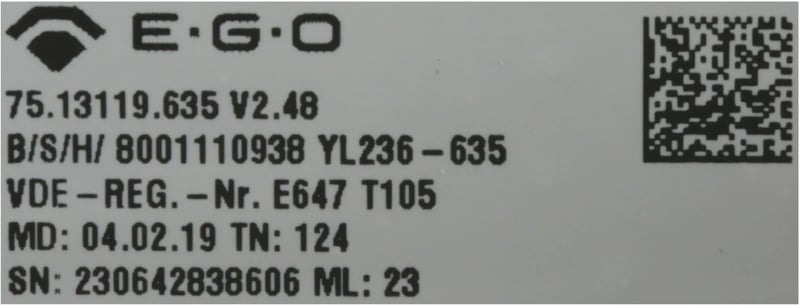 E·G·O
75.13119.635 V2.48
B/S/H/ 8001110938 YL236-635
VDE-REG.-Nr. E647 T105
MD: 04.02.19 TN: 124
SN: 230642838606 ML: 23